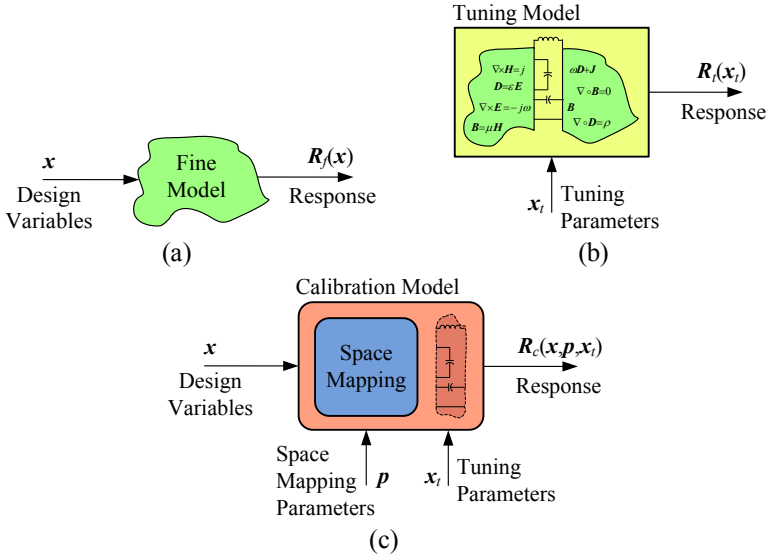 x
Design
Variables
Fine
Model
R_f(x)
Response
(a)
Tuning Model
∇×H=j
D=εE
∇×E=−jω
B=μH
ωD+J
∇∘B=0
B
∇∘D=ρ
R_t(x_t)
Response
x_t
Tuning
Parameters
(b)
Calibration Model
x
Design
Variables
Space
Mapping
R_c(x,p,x_t)
Response
Space
Mapping
Parameters
p
x_t
Tuning
Parameters
(c)